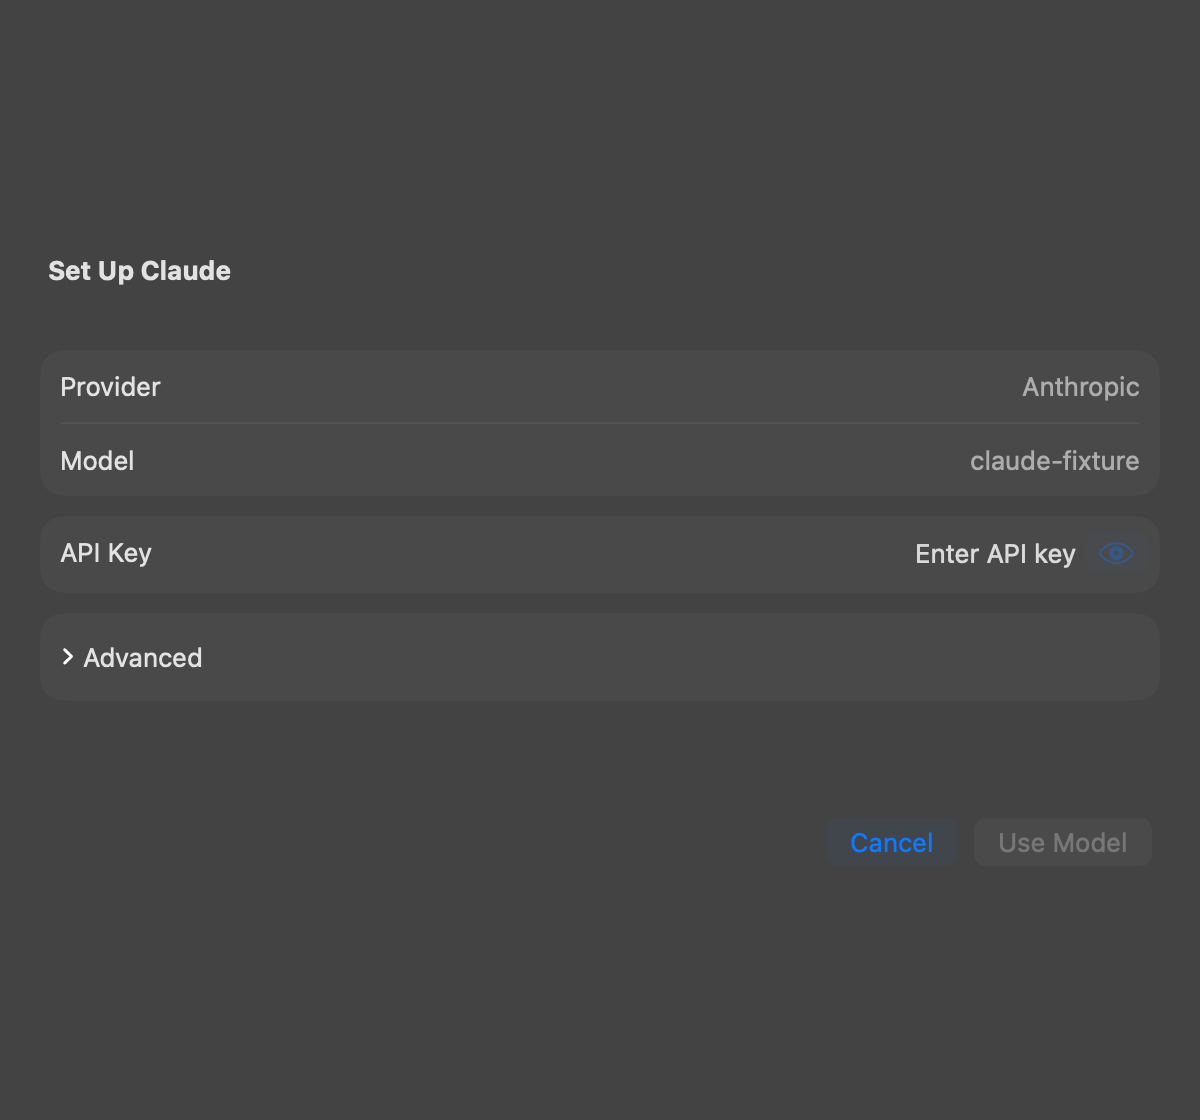 Set Up Claude
Provider
Anthropic
Model
claude-fixture
API Key
Enter API key
Advanced
Cancel
Use Model